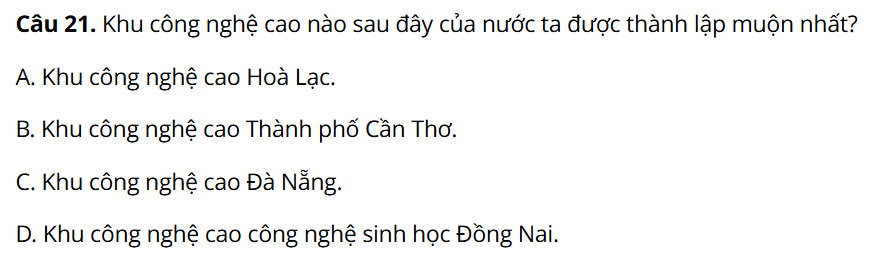 Câu 21. Khu công nghệ cao nào sau đây của nước ta được thành lập muộn nhất?
A. Khu công nghệ cao Hoà Lạc.
B. Khu công nghệ cao Thành phố Cần Thơ.
C. Khu công nghệ cao Đà Nẵng.
D. Khu công nghệ cao công nghệ sinh học Đồng Nai.